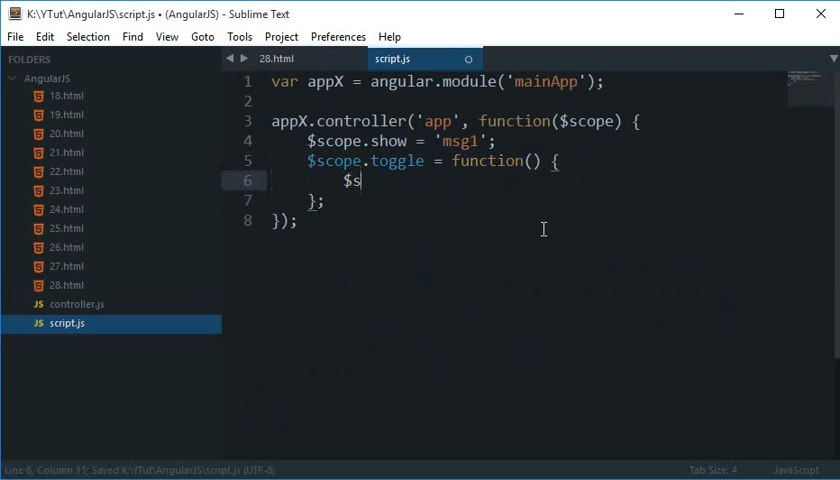 K:\YTut\AngularJS\script.js • (AngularJS) - Sublime Text
File Edit Selection Find View Goto Tools Project Preferences Help
FOLDERS
AngularJS
18.html
19.html
20.html
21.html
22.html
23.html
24.html
25.html
26.html
27.html
28.html
controller.js
script.js
28.html script.js
1 var appX = angular.module('mainApp');
2
3 appX.controller('app', function($scope) {
4 $scope.show = 'msg1';
5 $scope.toggle = function() {
6 $s
7 };
8 });
Line 6, Column 11; Saved K:\YTut\AngularJS\script.js (UTF-8) Tab Size: 4 JavaScript